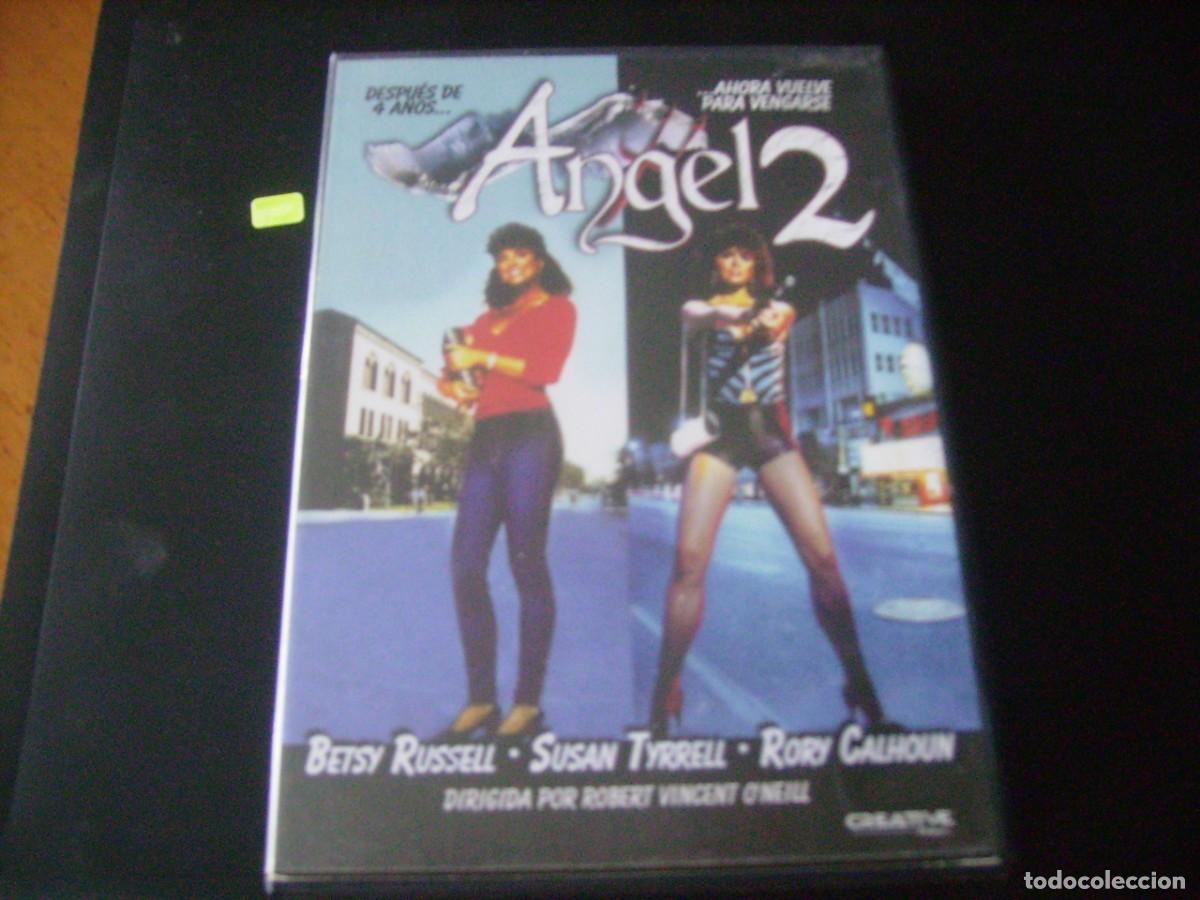 DESPUÉS DE
4 AÑOS...
...AHORA VUELVE
PARA VENGARSE
Angel 2
BETSY RUSSELL · SUSAN TYRRELL · RORY CALHOUN
DIRIGIDA POR ROBERT VINCENT O'NEILL
CREATIVE
todocoleccion